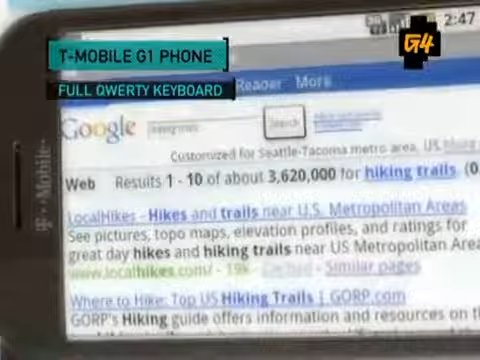 2:47
G4
T-MOBILE G1 PHONE
FULL QWERTY KEYBOARD
Reader More
Google
Search
Customized for Seattle-Tacoma metro area, US
Web Results 1 - 10 of about 3,620,000 for hiking trails. (0.
LocalHikes - Hikes and trails near U.S. Metropolitan Areas
See pictures, topo maps, elevation profiles, and ratings for
great day hikes and hiking trails near US Metropolitan Area
www.localhikes.com/ - 19k - Cached - Similar pages
Where to Hike: Top US Hiking Trails | GORP.com
GORP's Hiking guide offers information and resources on t
T-Mobile